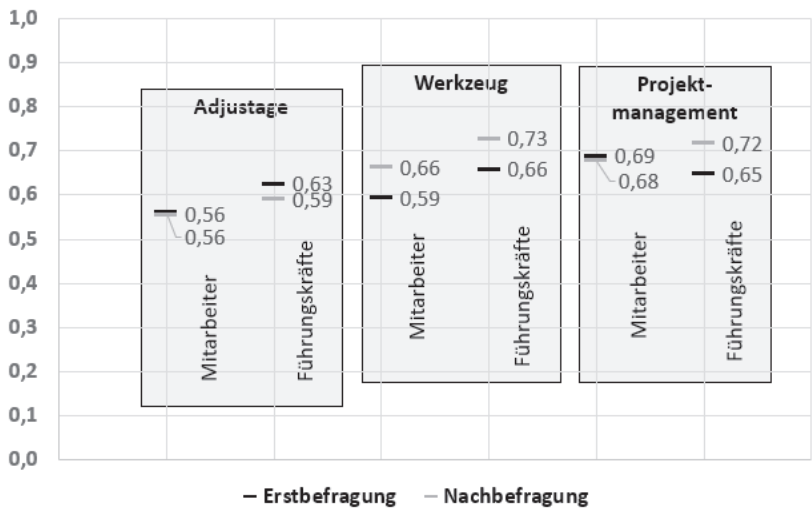 1,0
0,9
0,8
0,7
0,6
0,5
0,4
0,3
0,2
0,1
0,0
Adjustage
0,56
0,56
0,63
0,59
Mitarbeiter
Führungskräfte
Werkzeug
0,66
0,59
0,73
0,66
Mitarbeiter
Führungskräfte
Projekt-
management
0,69
0,68
0,72
0,65
Mitarbeiter
Führungskräfte
Erstbefragung
Nachbefragung